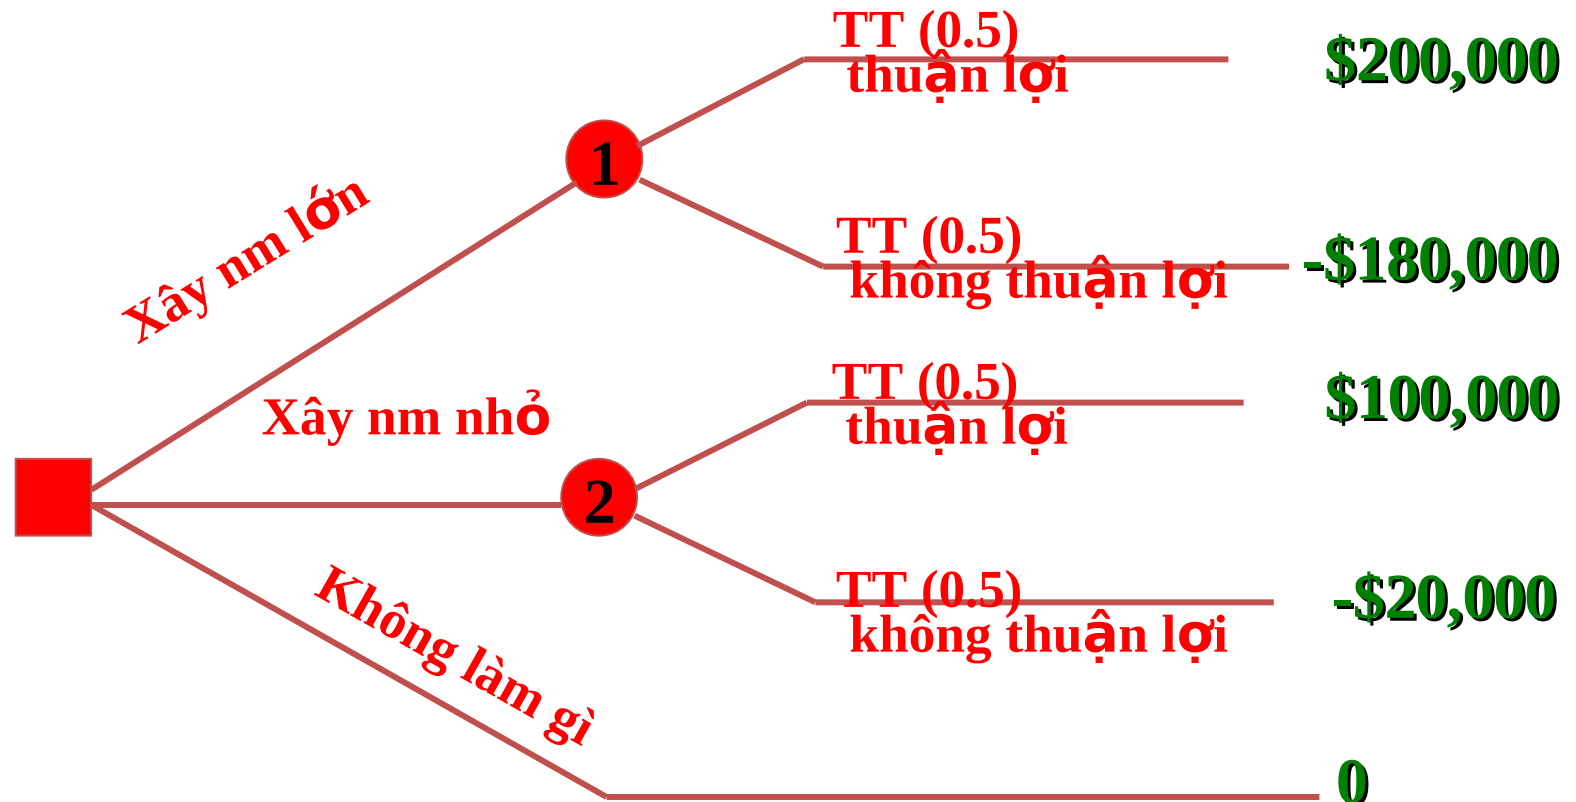 TT (0.5)
thuận lợi
$200,000
1
Xây nm lớn
TT (0.5)
không thuận lợi
-$180,000
Xây nm nhỏ
TT (0.5)
thuận lợi
$100,000
2
TT (0.5)
không thuận lợi
-$20,000
Không làm gì
0